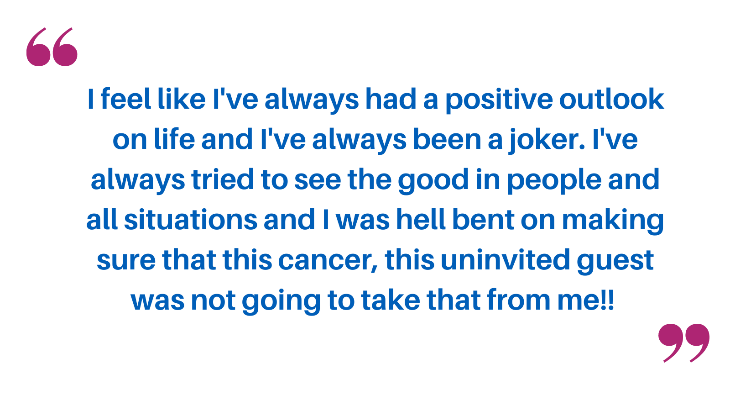 “
I feel like I've always had a positive outlook
on life and I've always been a joker. I've
always tried to see the good in people and
all situations and I was hell bent on making
sure that this cancer, this uninvited guest
was not going to take that from me!!
”